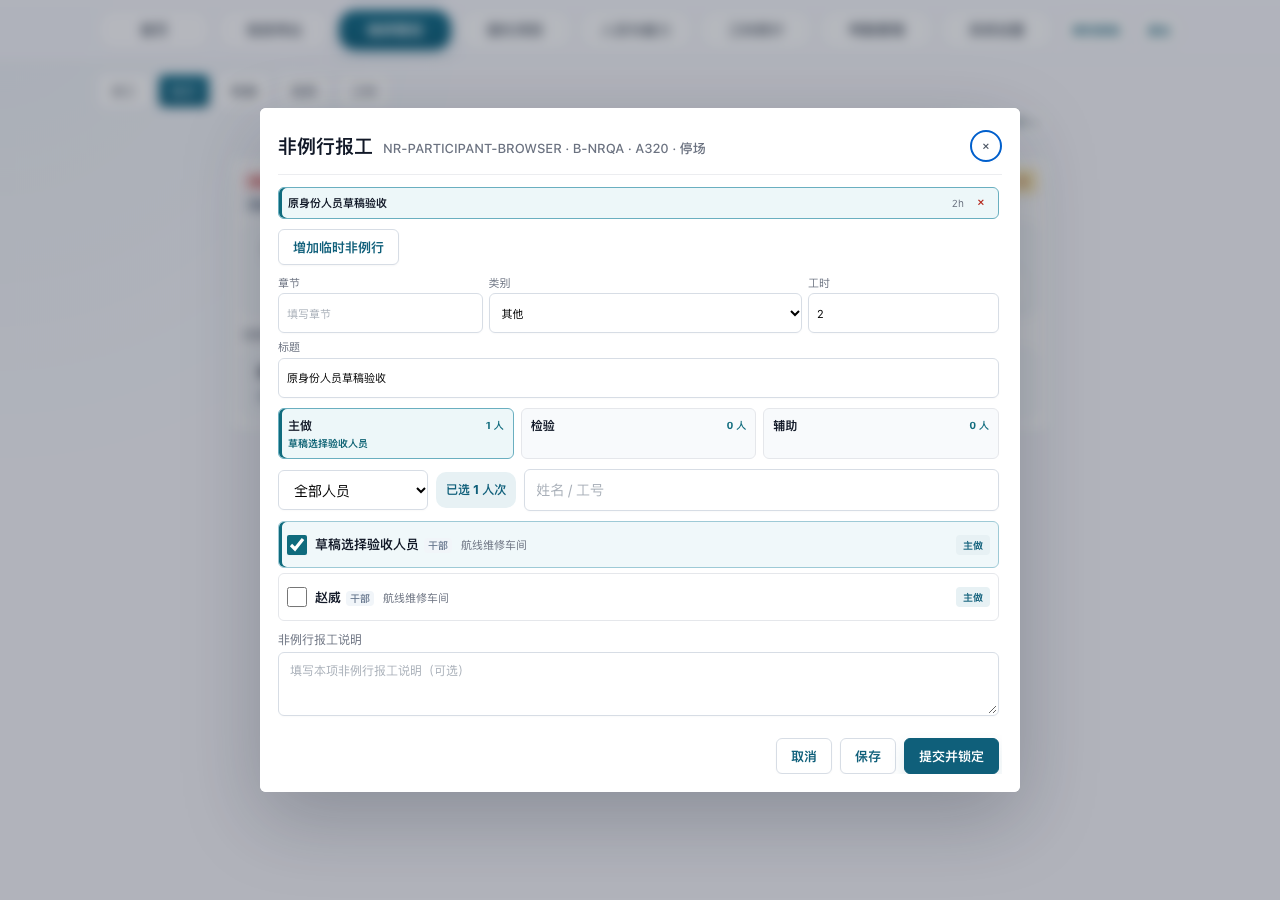 非例行报工 NR-PARTICIPANT-BROWSER · B-NRQA · A320 · 停场 ×
原身份人员草稿验收 2h ×
增加临时非例行
章节 类别 工时
填写章节 其他 2
标题
原身份人员草稿验收
主做 1 人 检验 0 人 辅助 0 人
草稿选择验收人员
全部人员 已选 1 人次 姓名 / 工号
草稿选择验收人员 干部 航线维修车间 主做
赵威 干部 航线维修车间 主做
非例行报工说明
填写本项非例行报工说明（可选）
取消 保存 提交并锁定